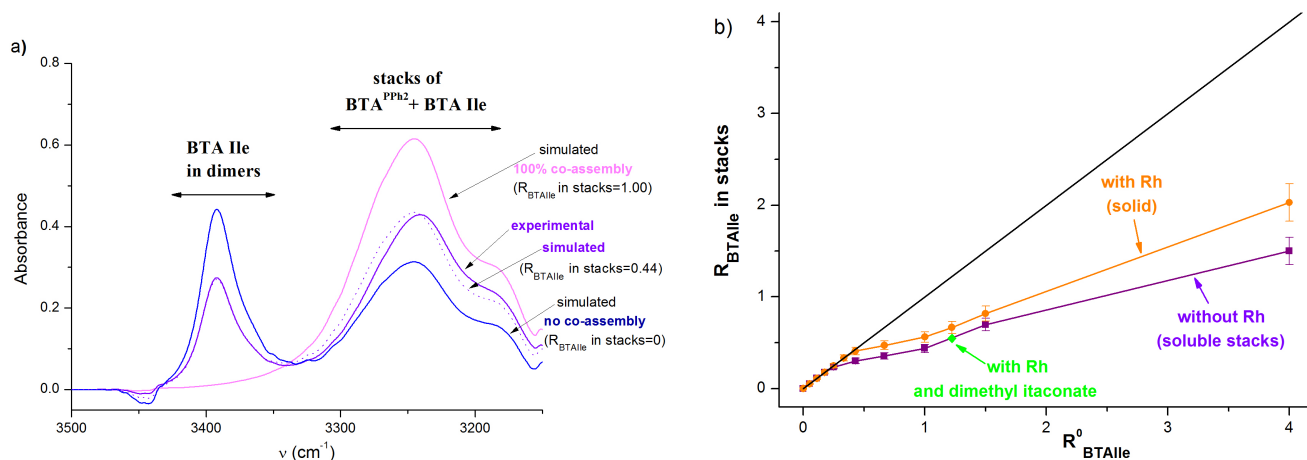 a)
0.8
0.6
0.4
0.2
0.0
Absorbance
3500
3400
3300
3200
ν (cm⁻¹)
BTA Ile
in dimers
stacks of
BTA^PPh2 + BTA Ile
simulated
100% co-assembly
(R_BTAIle in stacks=1.00)
experimental
simulated
(R_BTAIle in stacks=0.44)
simulated
no co-assembly
(R_BTAIle in stacks=0)
b)
4
3
2
1
0
R_BTAIle in stacks
0
1
2
3
4
R⁰_BTAIle
with Rh
(solid)
without Rh
(soluble stacks)
with Rh
and dimethyl itaconate